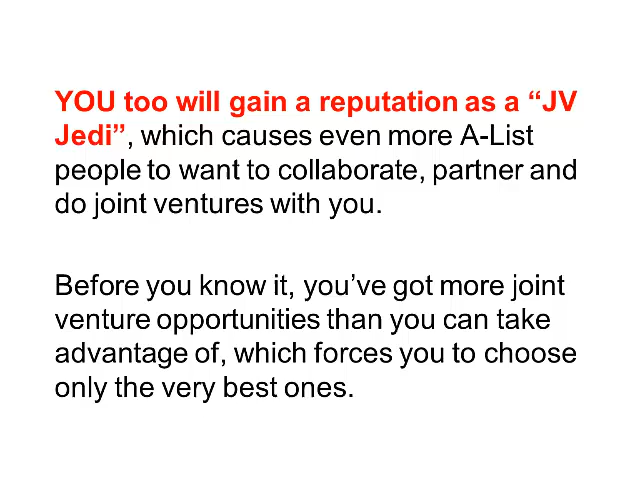 YOU too will gain a reputation as a “JV
Jedi”, which causes even more A-List
people to want to collaborate, partner and
do joint ventures with you.
Before you know it, you’ve got more joint
venture opportunities than you can take
advantage of, which forces you to choose
only the very best ones.